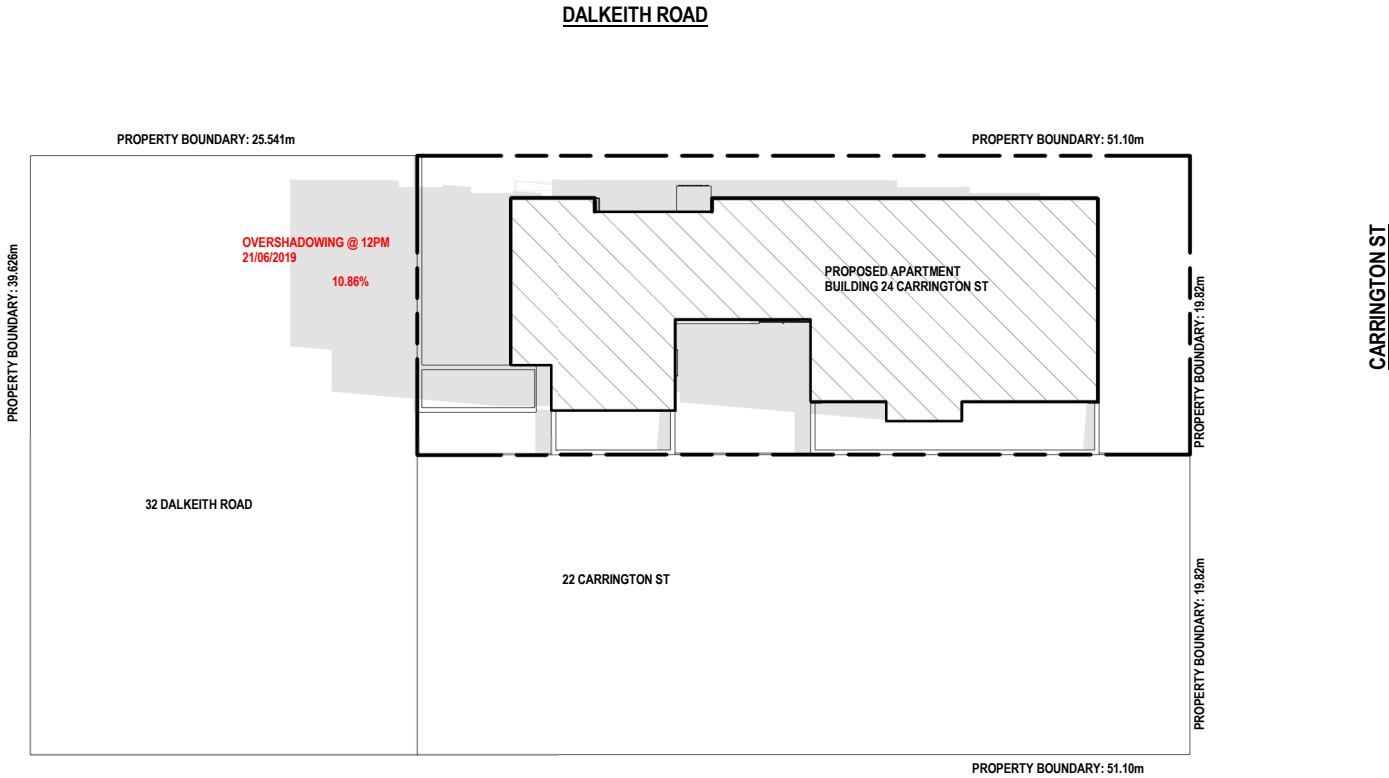 DALKEITH ROAD
PROPERTY BOUNDARY: 25.541m
PROPERTY BOUNDARY: 51.10m
OVERSHADOWING @ 12PM
21/06/2019
10.86%
PROPERTY BOUNDARY: 39.626m
PROPOSED APARTMENT
BUILDING 24 CARRINGTON ST
PROPERTY BOUNDARY: 19.82m
CARRINGTON ST
32 DALKEITH ROAD
22 CARRINGTON ST
PROPERTY BOUNDARY: 19.82m
PROPERTY BOUNDARY: 51.10m